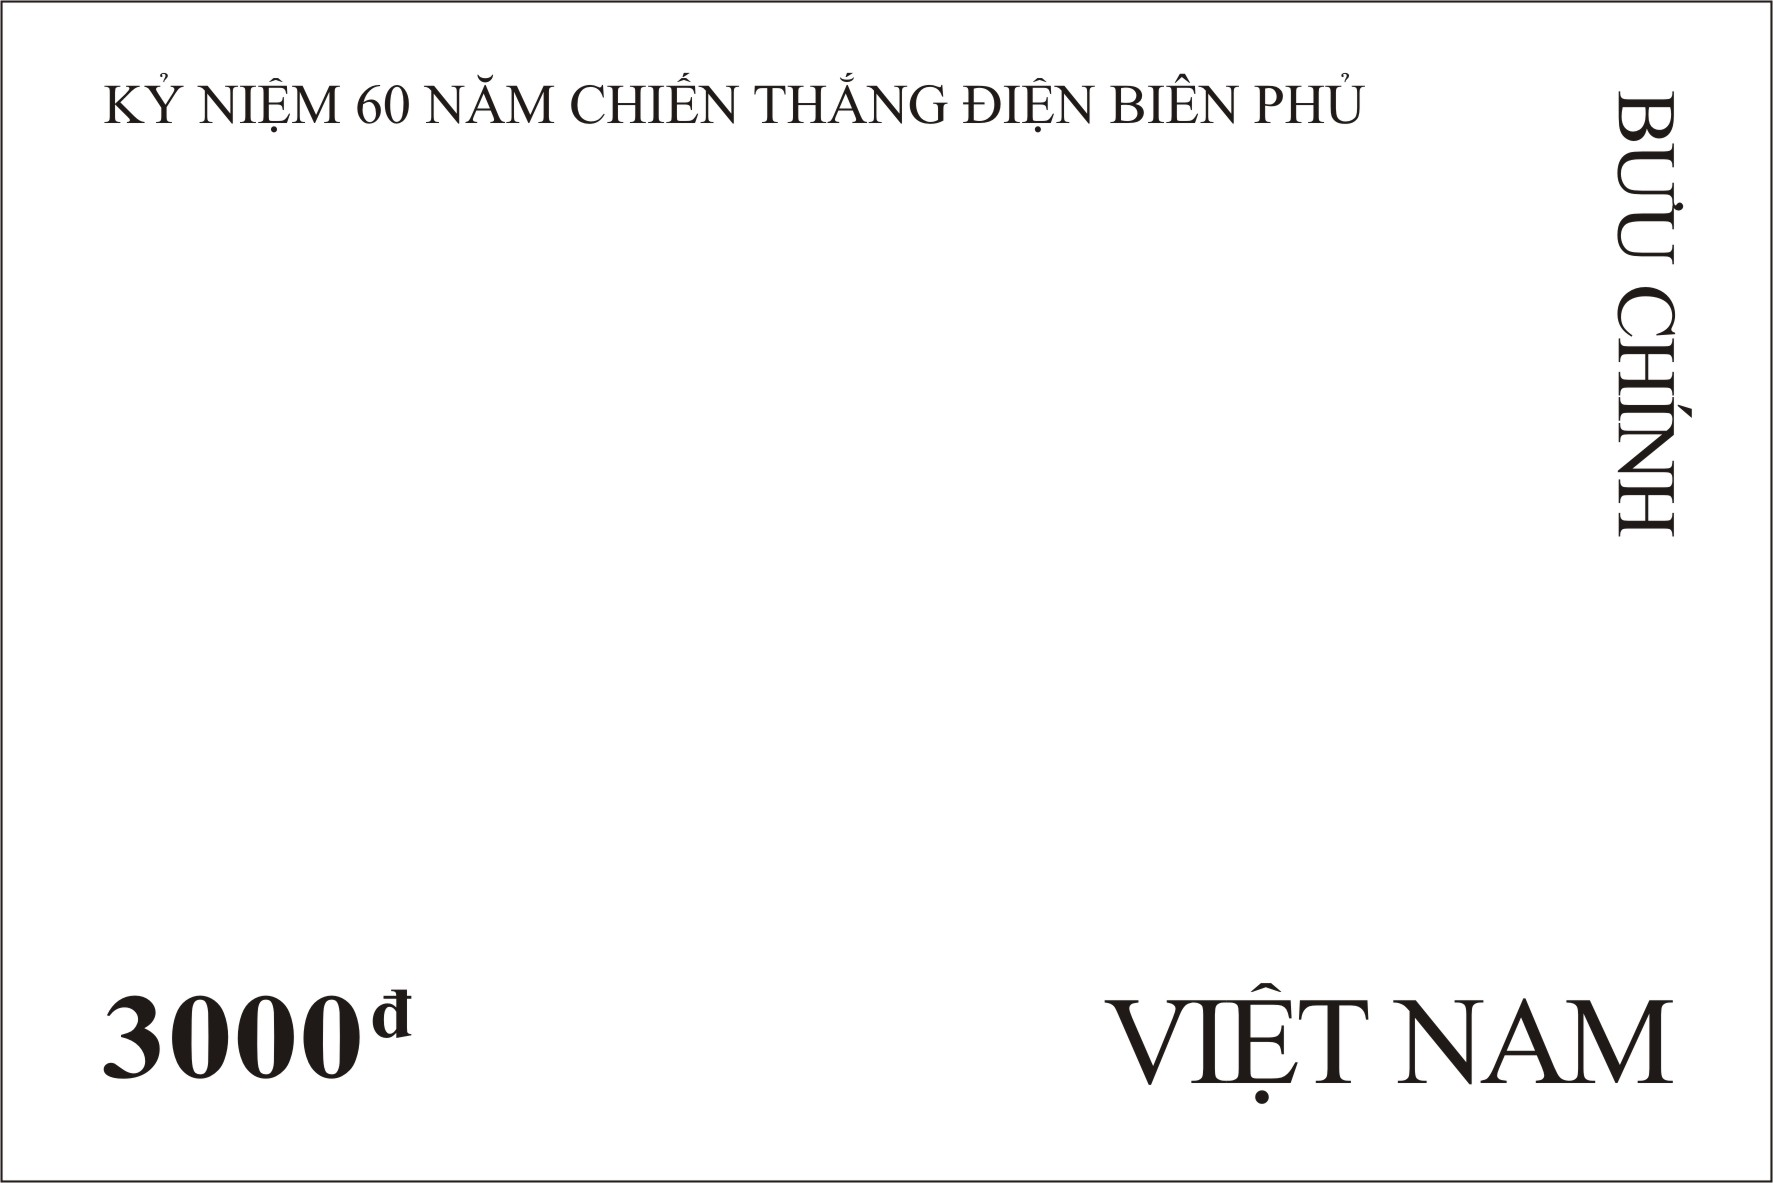 KỶ NIỆM 60 NĂM CHIẾN THẮNG ĐIỆN BIÊN PHỦ
BƯU CHÍNH
3000đ
VIỆT NAM